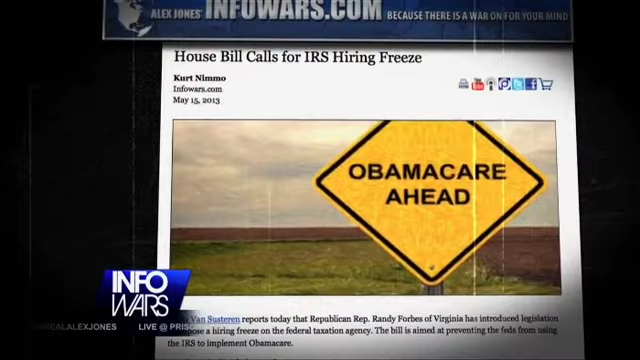 ALEX JONES' INFOWARS.COM BECAUSE THERE IS A WAR ON FOR YOUR MIND
House Bill Calls for IRS Hiring Freeze
Kurt Nimmo
Infowars.com
May 15, 2013
OBAMACARE
AHEAD
Van Susteren reports today that Republican Rep. Randy Forbes of Virginia has introduced legislation
a hiring freeze on the federal taxation agency. The bill is aimed at preventing the feds from using
the IRS to implement Obamacare.
INFO
WARS
REALALEXJONES LIVE @